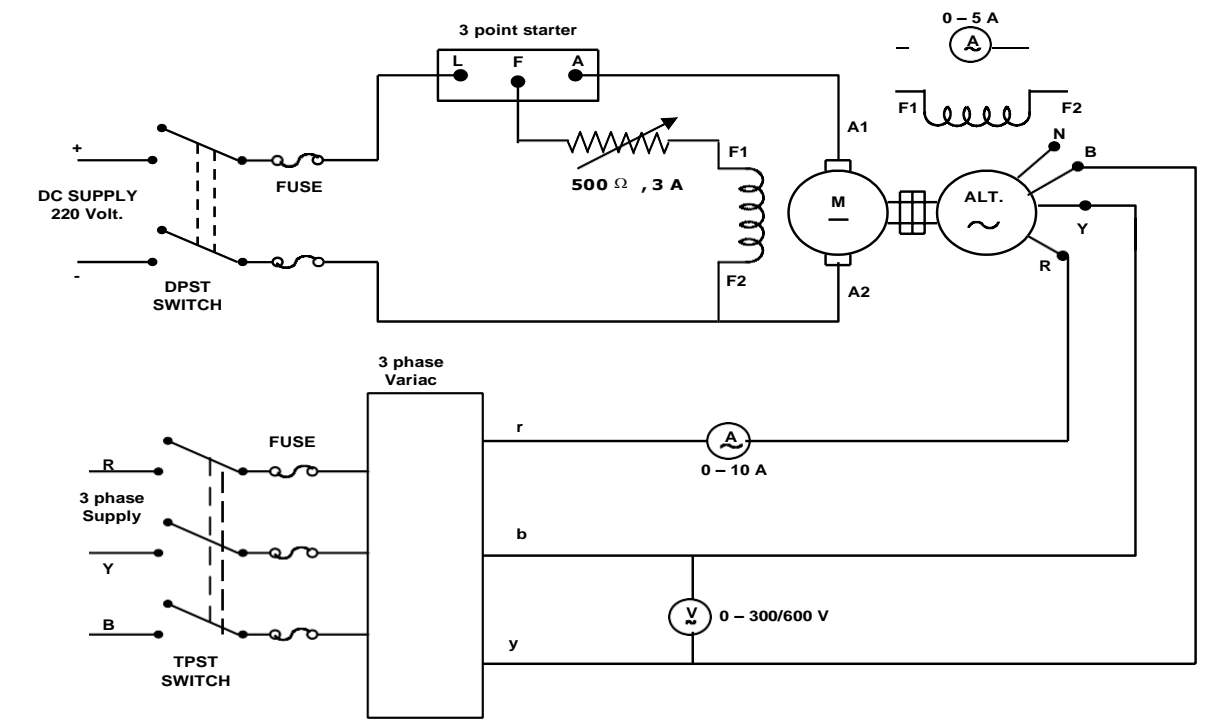 0 – 5 A
3 point starter
A
L F A
F1 F2
A1
N
+
B
F1
FUSE
500 Ω , 3 A
DC SUPPLY
220 Volt.
M
ALT.
Y
R
F2
-
DPST
SWITCH
A2
3 phase
Variac
r
FUSE
A
R
0 – 10 A
3 phase
Supply
b
Y
V
0 – 300/600 V
B
y
TPST
SWITCH